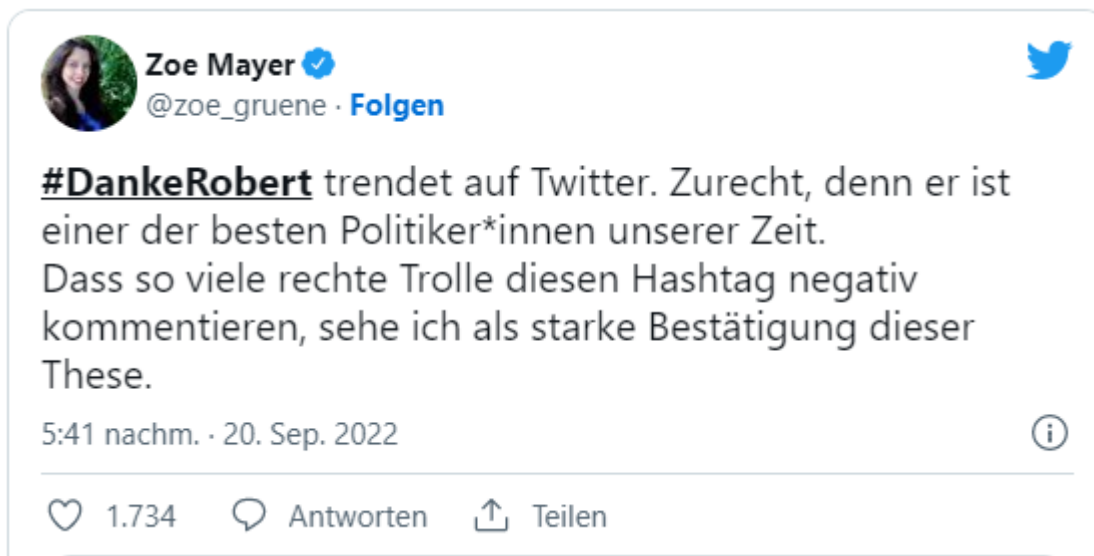 Zoe Mayer
@zoe_gruene · Folgen
#DankeRobert trendet auf Twitter. Zurecht, denn er ist
einer der besten Politiker*innen unserer Zeit.
Dass so viele rechte Trolle diesen Hashtag negativ
kommentieren, sehe ich als starke Bestätigung dieser
These.
5:41 nachm. · 20. Sep. 2022
1.734 Antworten Teilen